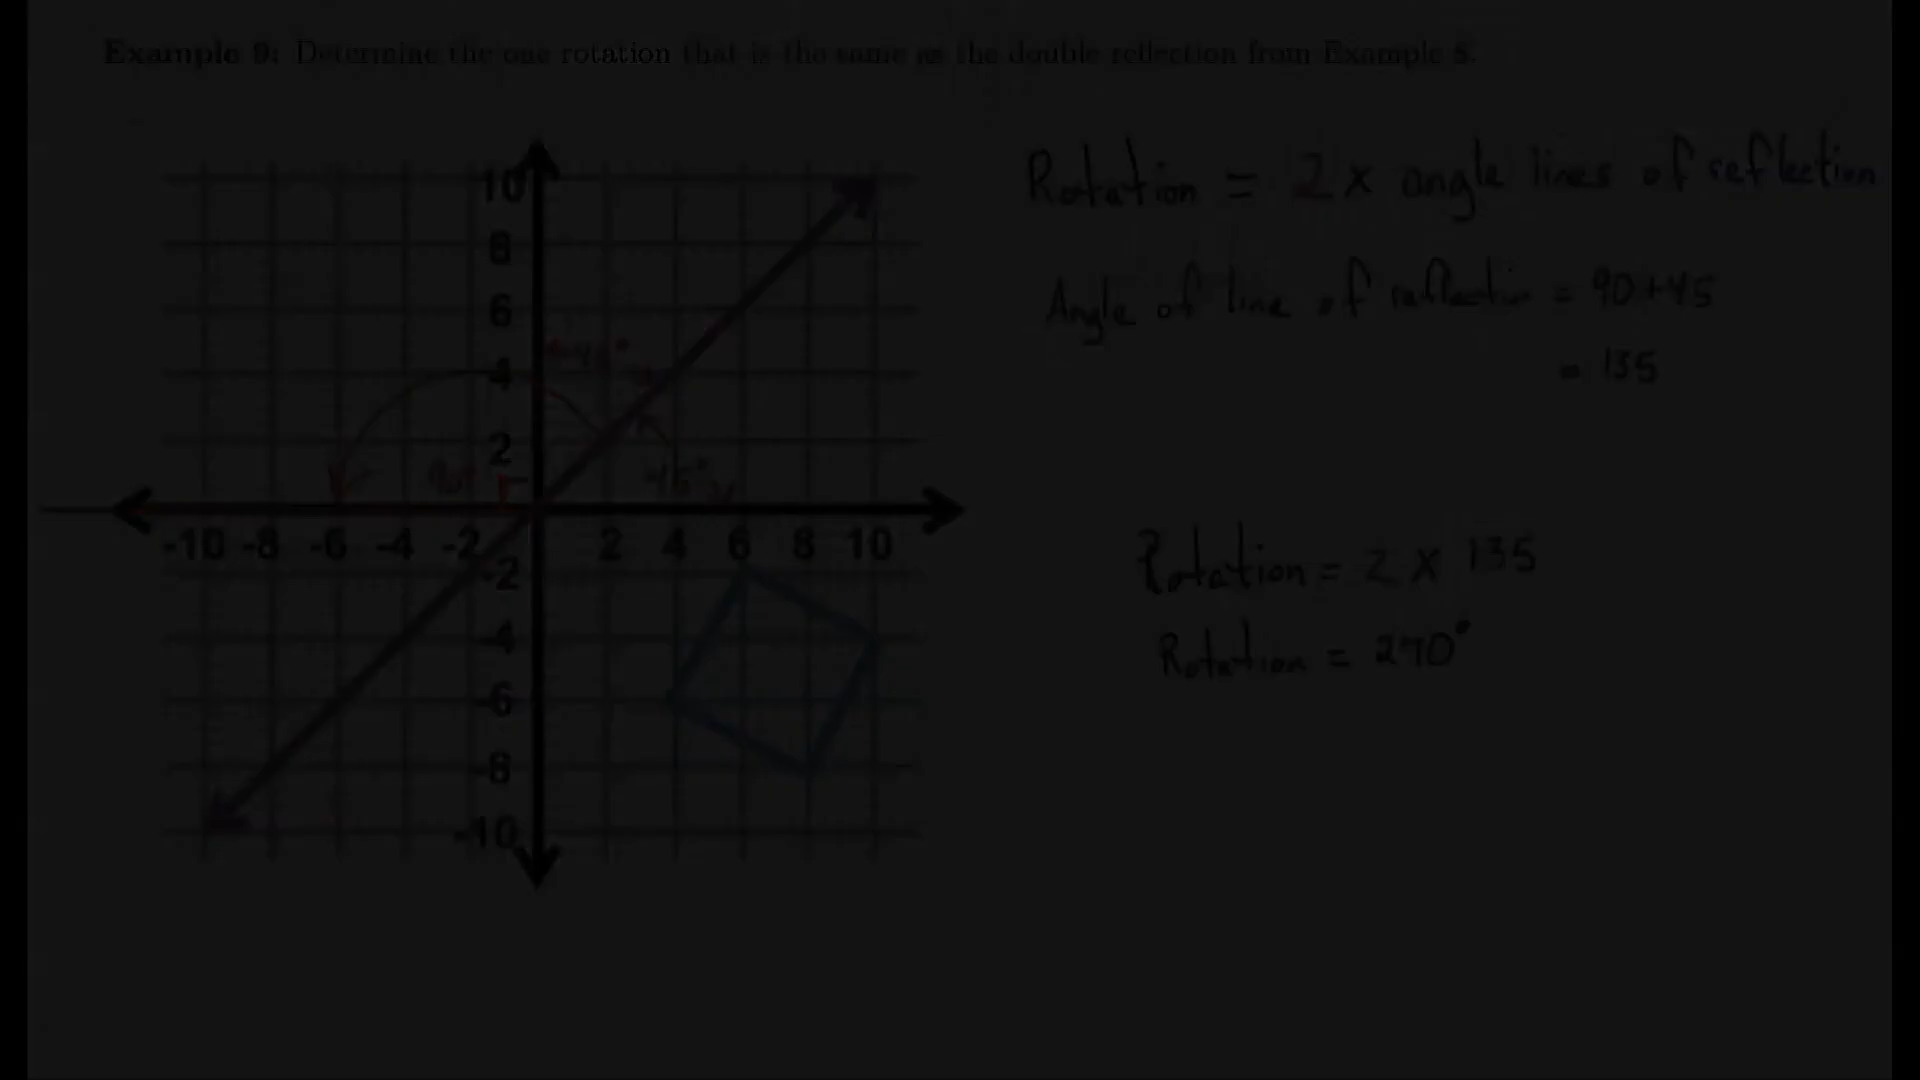 Example 9: Determine the one rotation that is the same as the double reflection from Example 8.
Rotation = 2 x angle lines of reflection
Angle of line of reflection = 90+45
= 135
10
8
6
45°
4
2
90°
45°
-10 -8 -6 -4 -2 2 4 6 8 10
-2
-4
-6
-8
-10
Rotation = 2 x 135
Rotation = 270°